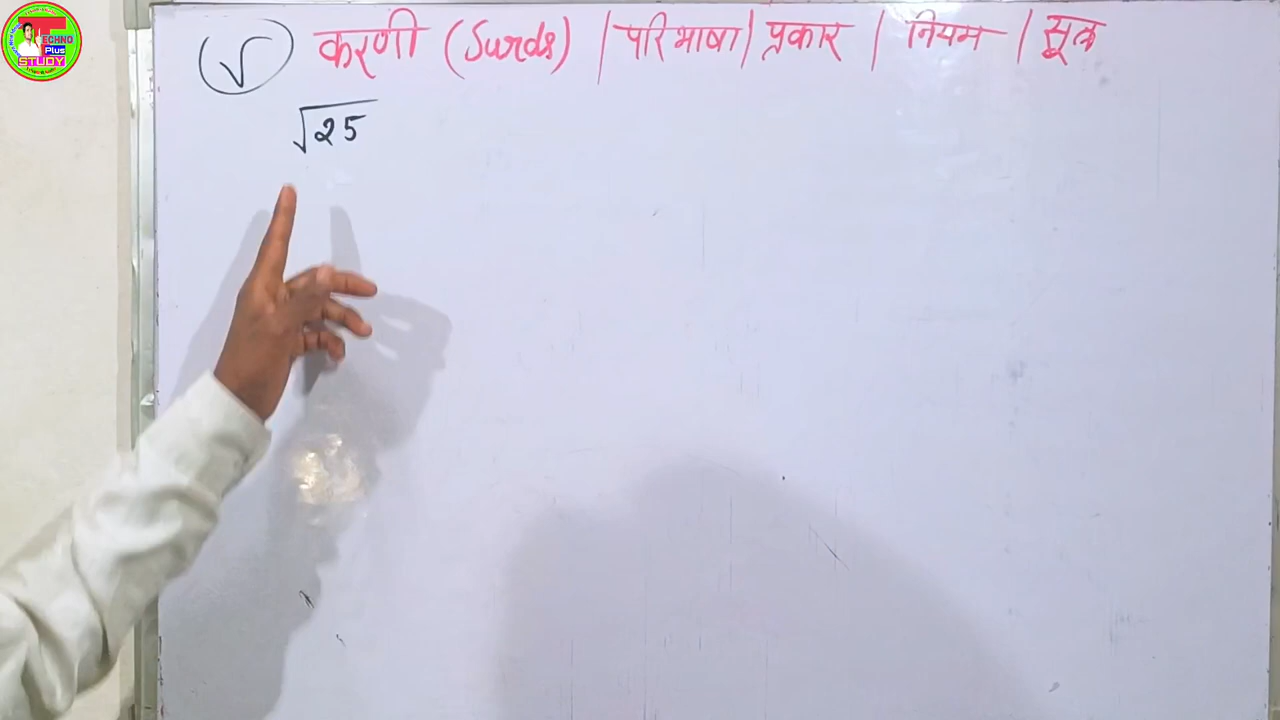 √ करणी (Surds) | परिभाषा | प्रकार | नियम | सूत्र
√25
TECHNO
Plus
STUDY